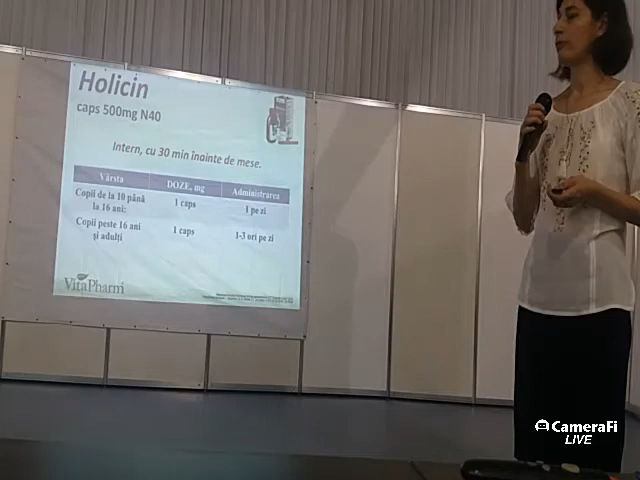 Holicin
caps 500mg N40
Intern, cu 30 min înainte de mese.
Vârsta DOZE, mg Administrarea
Copii de la 10 până la 16 ani: 1 caps 1 pe zi
Copii peste 16 ani și adulți 1 caps 1-3 ori pe zi
VitaPharm
CameraFi
LIVE